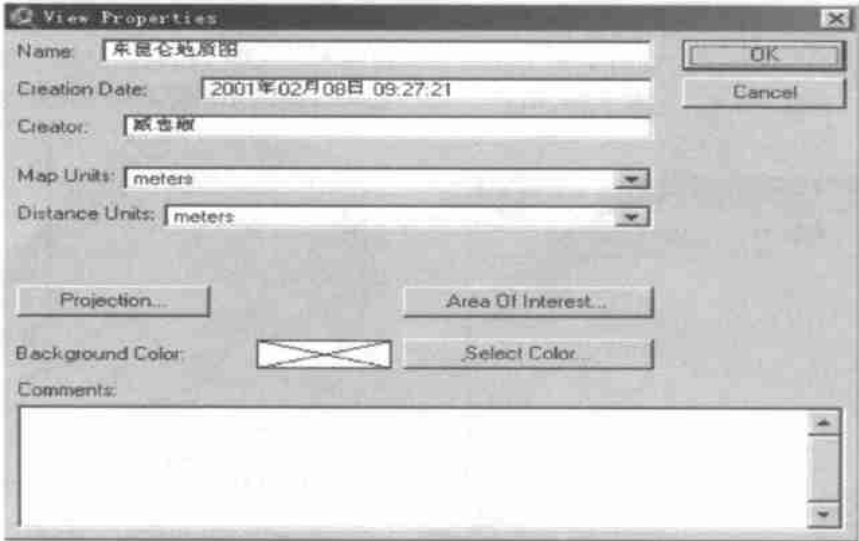 View Properties
Name: 东昆仑地质图
OK
Creation Date: 2001年02月08日 09:27:21
Cancel
Creator:
Map Units: meters
Distance Units: meters
Projection...
Area Of Interest...
Background Color:
Select Color...
Comments: